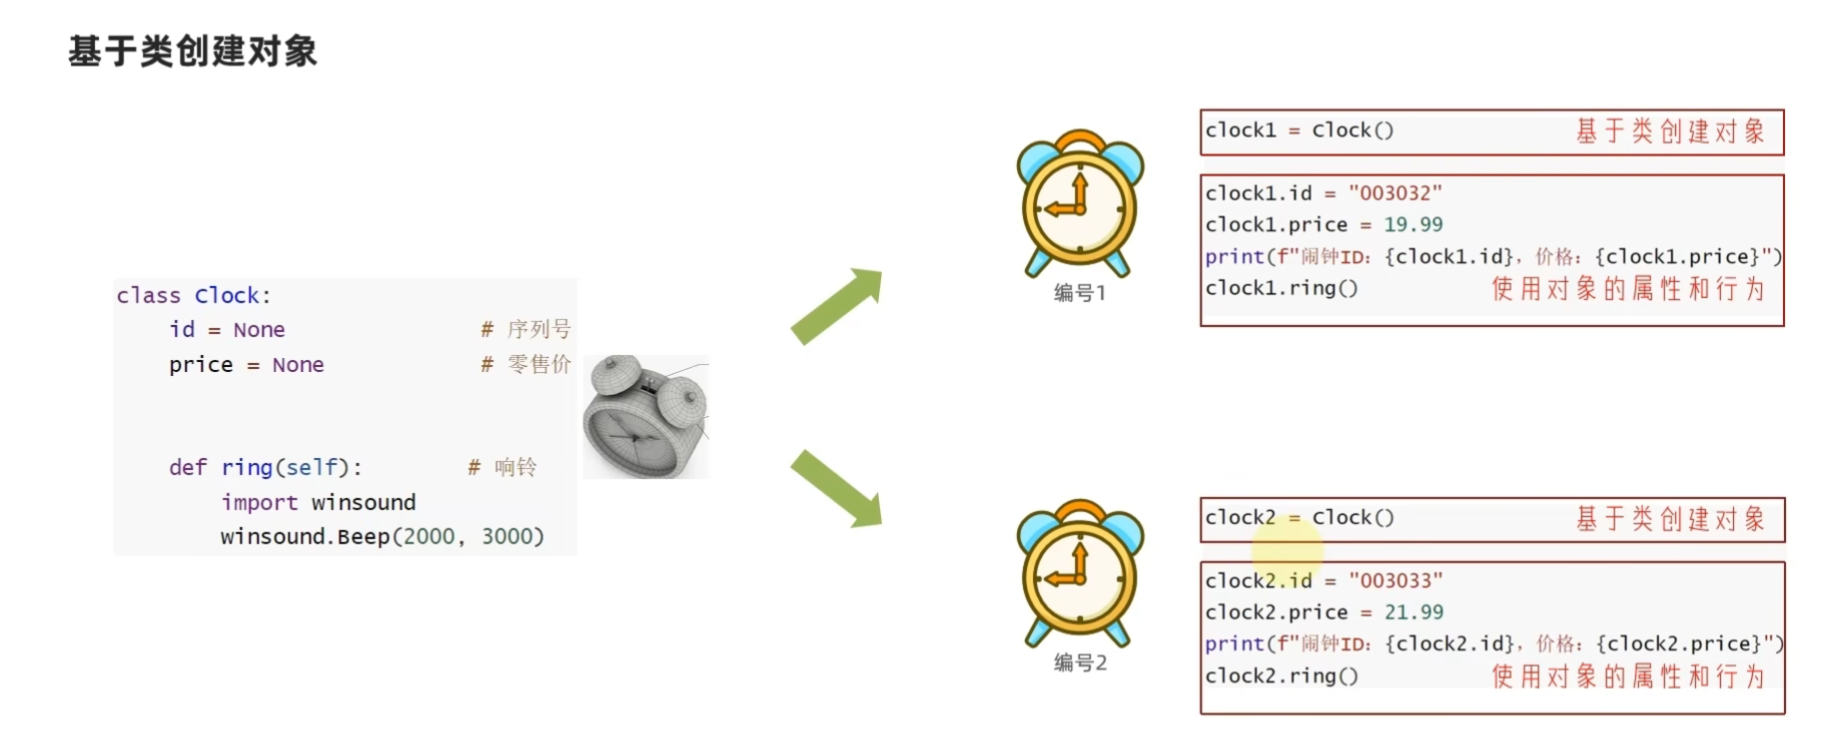 基于类创建对象
class Clock:
id = None # 序列号
price = None # 零售价
def ring(self): # 响铃
import winsound
winsound.Beep(2000, 3000)
编号1
clock1 = Clock() 基于类创建对象
clock1.id = "003032"
clock1.price = 19.99
print(f"闹钟ID：{clock1.id}，价格：{clock1.price}")
clock1.ring() 使用对象的属性和行为
编号2
clock2 = Clock() 基于类创建对象
clock2.id = "003033"
clock2.price = 21.99
print(f"闹钟ID：{clock2.id}，价格：{clock2.price}")
clock2.ring() 使用对象的属性和行为